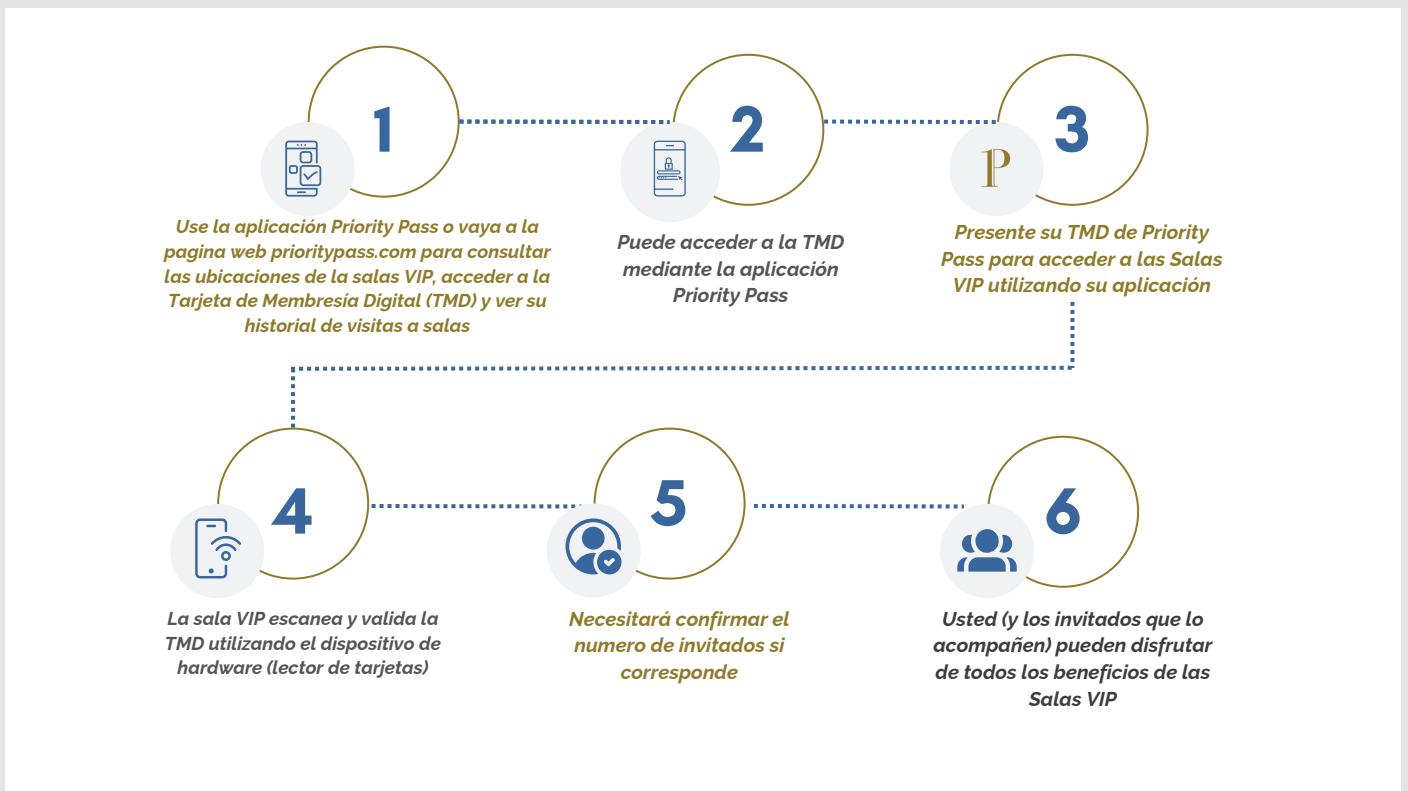 1
Use la aplicación Priority Pass o vaya a la
pagina web prioritypass.com para consultar
las ubicaciones de la salas VIP, acceder a la
Tarjeta de Membresía Digital (TMD) y ver su
historial de visitas a salas
2
Puede acceder a la TMD
mediante la aplicación
Priority Pass
3
Presente su TMD de Priority
Pass para acceder a las Salas
VIP utilizando su aplicación
4
La sala VIP escanea y valida la
TMD utilizando el dispositivo de
hardware (lector de tarjetas)
5
Necesitará confirmar el
numero de invitados si
corresponde
6
Usted (y los invitados que lo
acompañen) pueden disfrutar
de todos los beneficios de las
Salas VIP